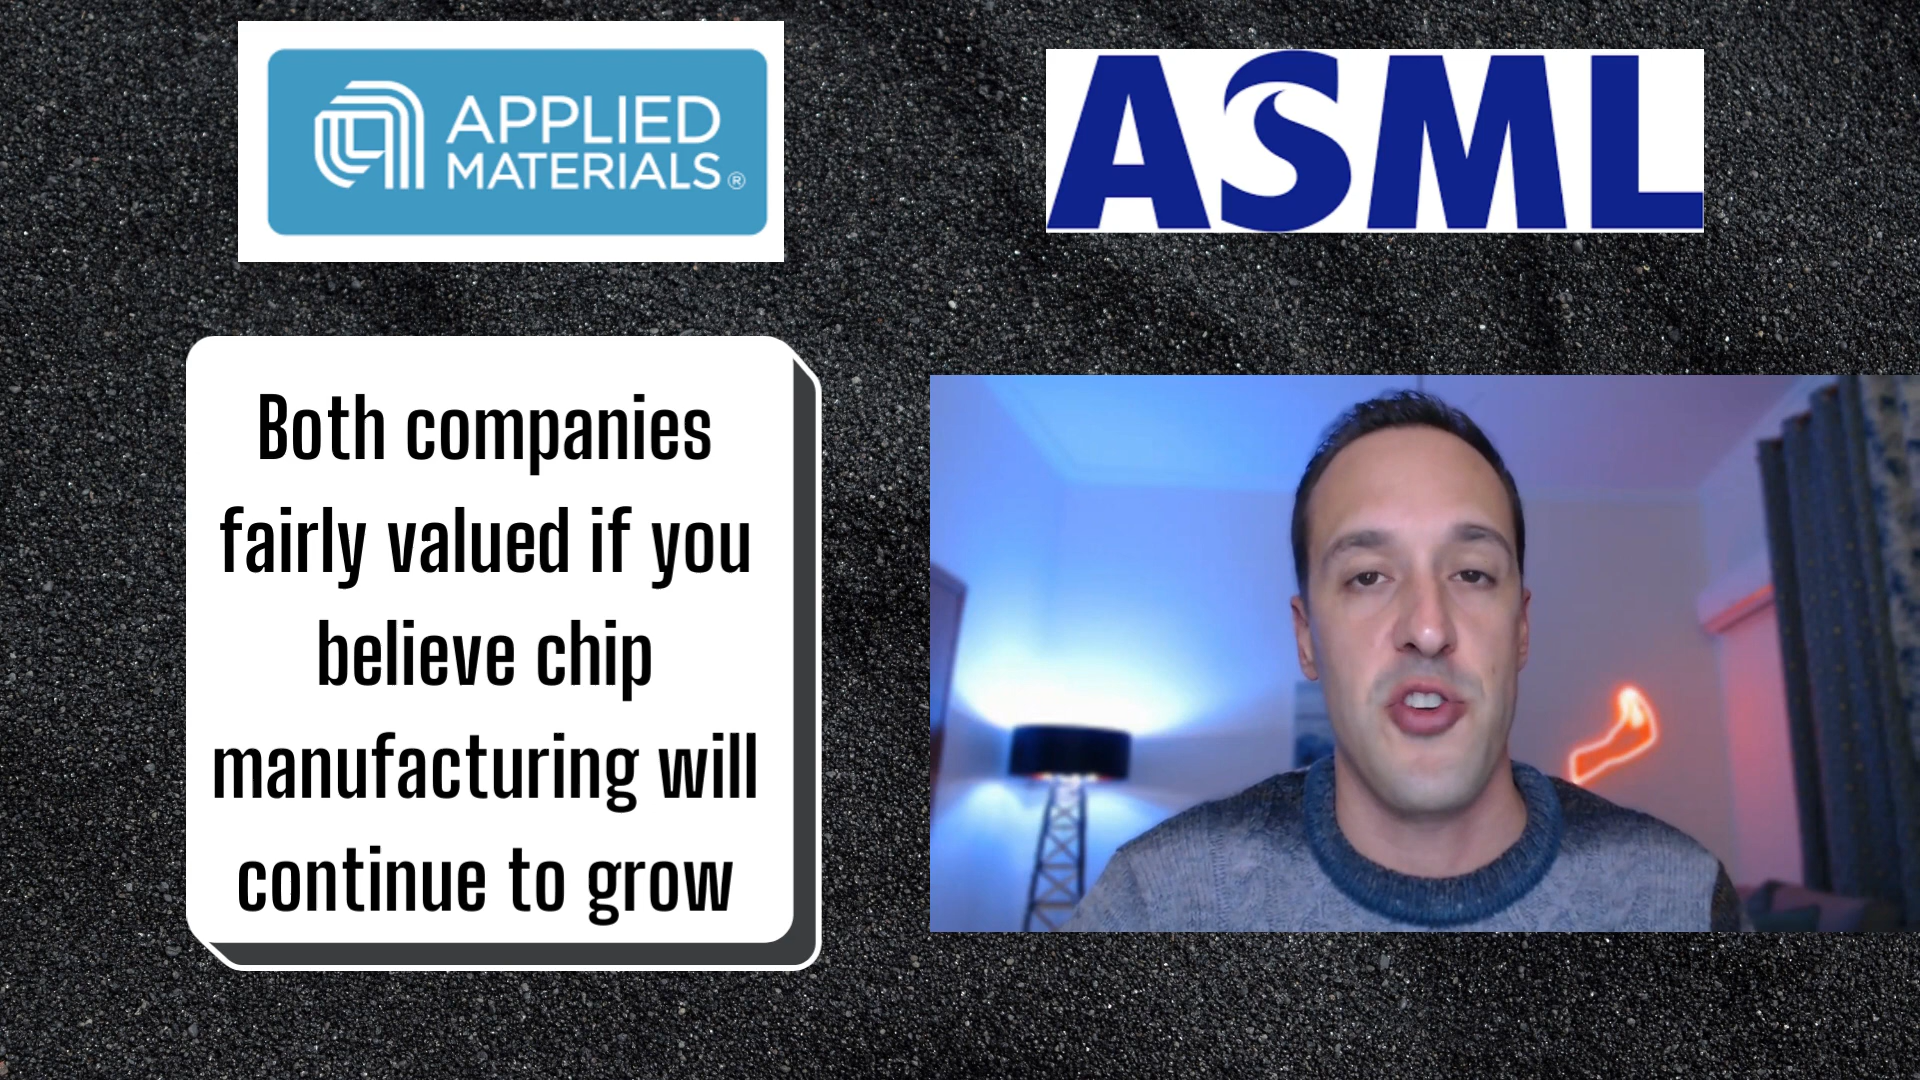 APPLIED
MATERIALS®
ASML
Both companies
fairly valued if you
believe chip
manufacturing will
continue to grow